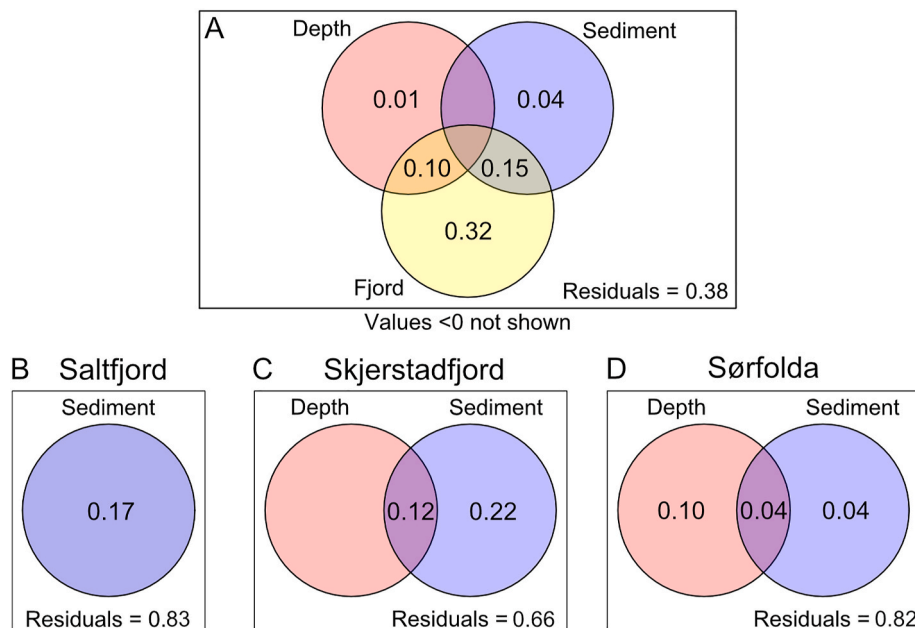 A
Depth
Sediment
0.01
0.04
0.10
0.15
0.32
Fjord
Residuals = 0.38
Values <0 not shown
B Saltfjord
Sediment
0.17
Residuals = 0.83
C Skjerstadfjord
Depth Sediment
0.12 0.22
Residuals = 0.66
D Sørfolda
Depth Sediment
0.10 0.04 0.04
Residuals = 0.82